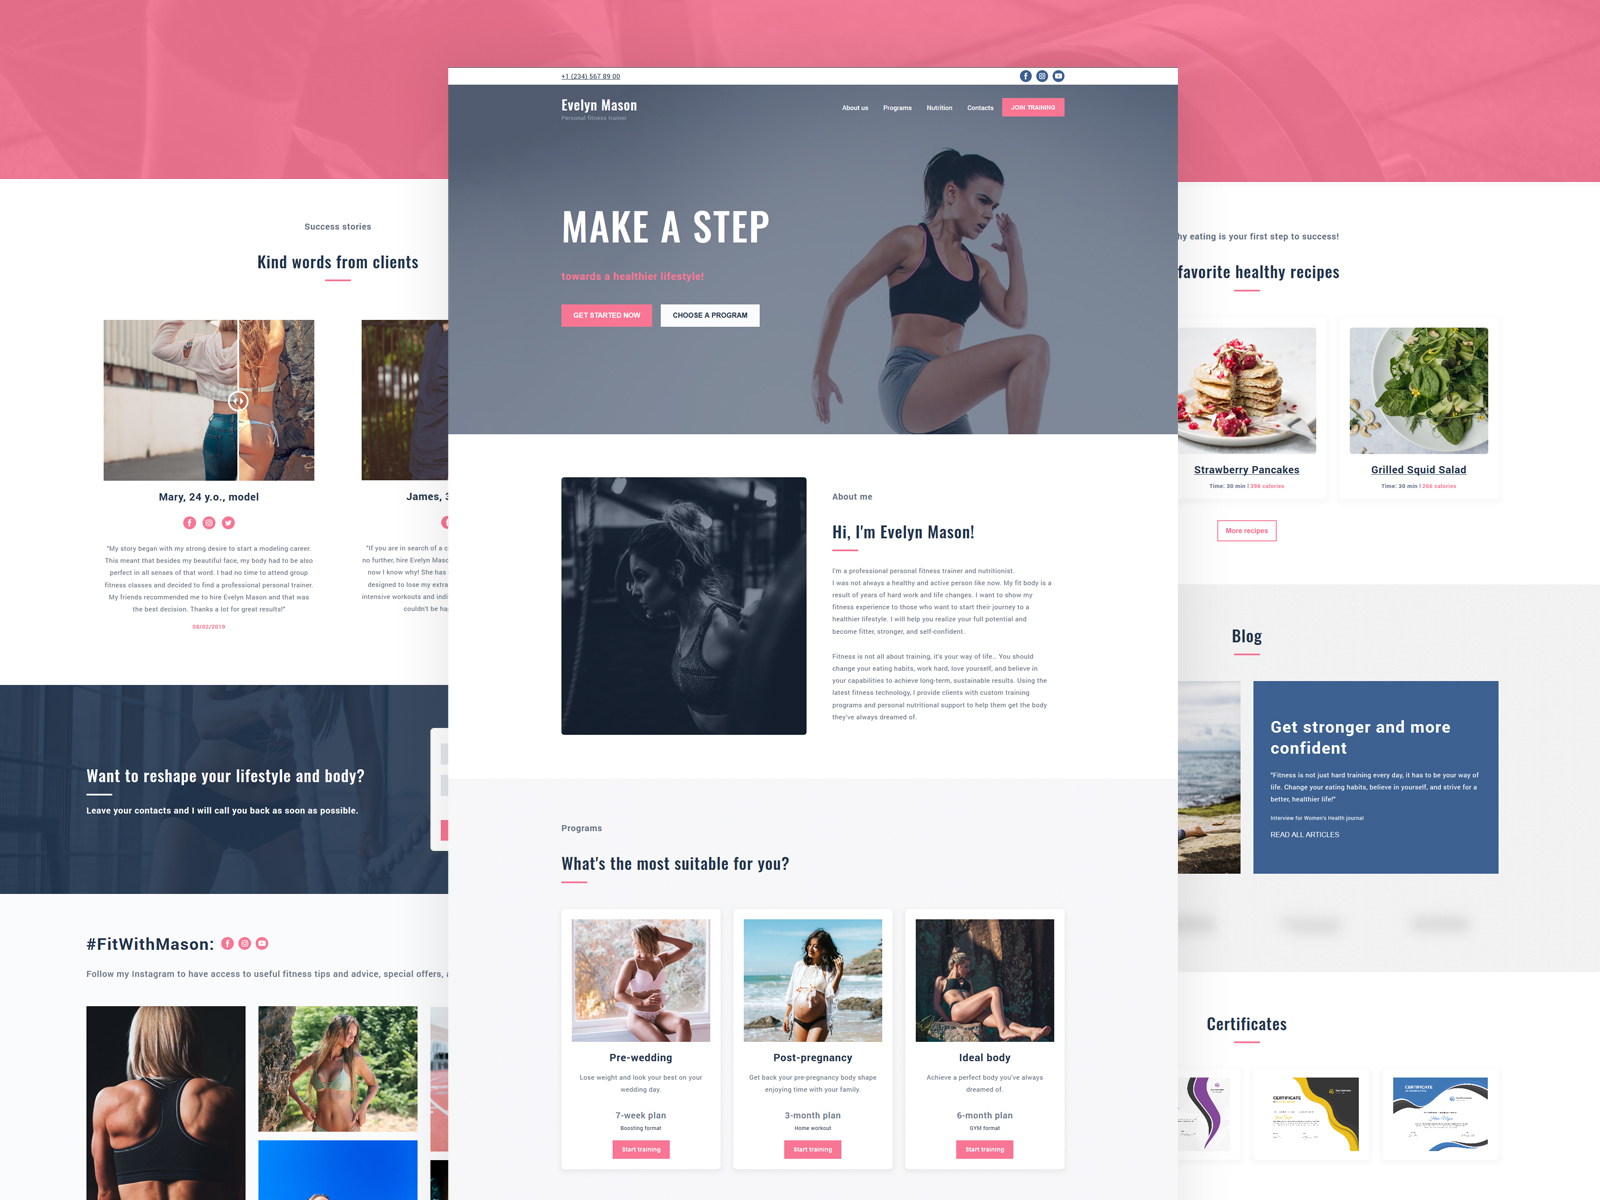 +1 (234) 567 89 00
Evelyn Mason
Personal fitness trainer
About us
Programs
Nutrition
Contacts
JOIN TRAINING
MAKE A STEP
towards a healthier lifestyle!
GET STARTED NOW
CHOOSE A PROGRAM
About me
Hi, I'm Evelyn Mason!
I'm a professional personal fitness trainer and nutritionist.
I was not always a healthy and active person like now. My fit body is a
result of years of hard work and life changes. I want to show my
fitness experience to those who want to start their journey to a
healthier lifestyle. I will help you realize your full potential and
become fitter, stronger, and self-confident.
Fitness is not all about training, it's your way of life... You should
change your eating habits, work hard, love yourself, and believe in
your capabilities to achieve long-term, sustainable results. Using the
latest fitness technology, I provide clients with custom training
programs and personal nutritional support to help them get the body
they've always dreamed of.
Programs
What's the most suitable for you?
Pre-wedding
Lose weight and look your best on your
wedding day.
7-week plan
Boosting format
Start training
Post-pregnancy
Get back your pre-pregnancy body shape
enjoying time with your family.
3-month plan
Home workout
Start training
Ideal body
Achieve a perfect body you've always
dreamed of.
6-month plan
GYM format
Start training
Success stories
Kind words from clients
Mary, 24 y.o., model
"My story began with my strong desire to start a modeling career.
This meant that besides my beautiful face, my body had to be also
perfect in all senses of that word. I had no time to attend group
fitness classes and decided to find a professional personal trainer.
My friends recommended me to hire Evelyn Mason and that was
the best decision. Thanks a lot for great results!"
08/02/2019
James, 3
"If you are in search of a c
no further, hire Evelyn Maso
now I know why! She has
designed to lose my extra
intensive workouts and indi
couldn't be hap
Want to reshape your lifestyle and body?
Leave your contacts and I will call you back as soon as possible.
#FitWithMason:
Follow my Instagram to have access to useful fitness tips and advice, special offers, a
hy eating is your first step to success!
favorite healthy recipes
Strawberry Pancakes
Time: 30 min | 398 calories
Grilled Squid Salad
Time: 30 min | 266 calories
More recipes
Blog
Get stronger and more
confident
"Fitness is not just hard training every day, it has to be your way of
life. Change your eating habits, believe in yourself, and strive for a
better, healthier life!"
Interview for Women's Health journal
READ ALL ARTICLES
Certificates
CERTIFICATE
CERTIFICATE